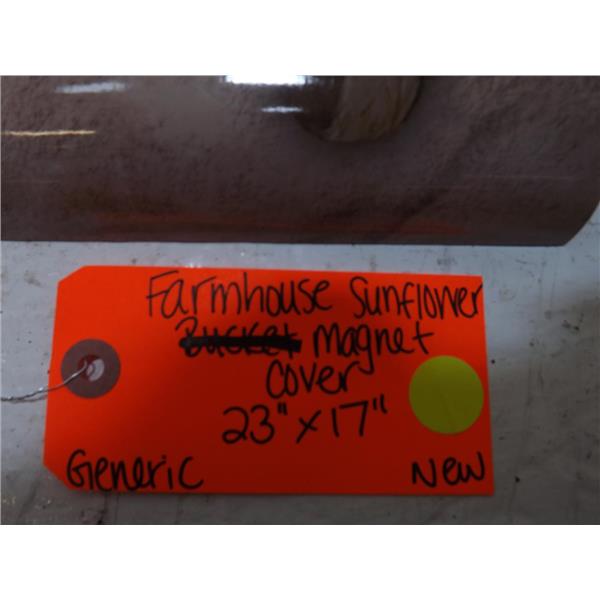 Farmhouse Sunflower
Bucket Magnet
Cover
23" x 17"
Generic New